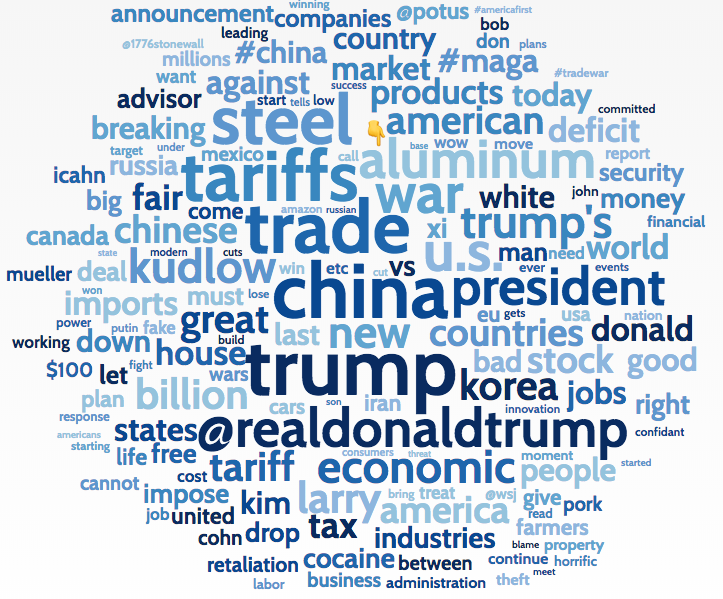 winning
announcement
companies
@potus
#americafirst
bob
leading
@1776stonewall
millions
#china
country
don
plans
want
against
market
#maga
#tradewar
success
advisor
start
tells
low
products
today
committed
breaking
steel
👇
american
deficit
target
under
mexico
call
base
wow
move
report
icahn
russia
tariffs
aluminum
security
big
fair
come
amazon
russian
war
white
john
money
canada
chinese
trade
xi
trump's
financial
state
modern
cuts
u.s.
man
need
world
mueller
deal
kudlow
win
etc
cut
vs
ever
events
won
imports
must
lose
china
president
power
putin
fake
great
eu
gets
usa
nation
working
down
build
last
new
countries
donald
$100
let
fight
house
wars
trump
bad
stock
good
plan
billion
cars
son
iran
korea
jobs
innovation
right
response
americans
starting
states
@realdonaldtrump
confidant
life
free
cost
tariff
consumers
threat
economic
moment
people
started
cannot
impose
kim
larry
bring
treat
@wsj
give
read
pork
job
united
america
farmers
cohn
drop
tax
industries
blame
property
retaliation
cocaine
between
continue
horrific
labor
business
administration
theft
meet